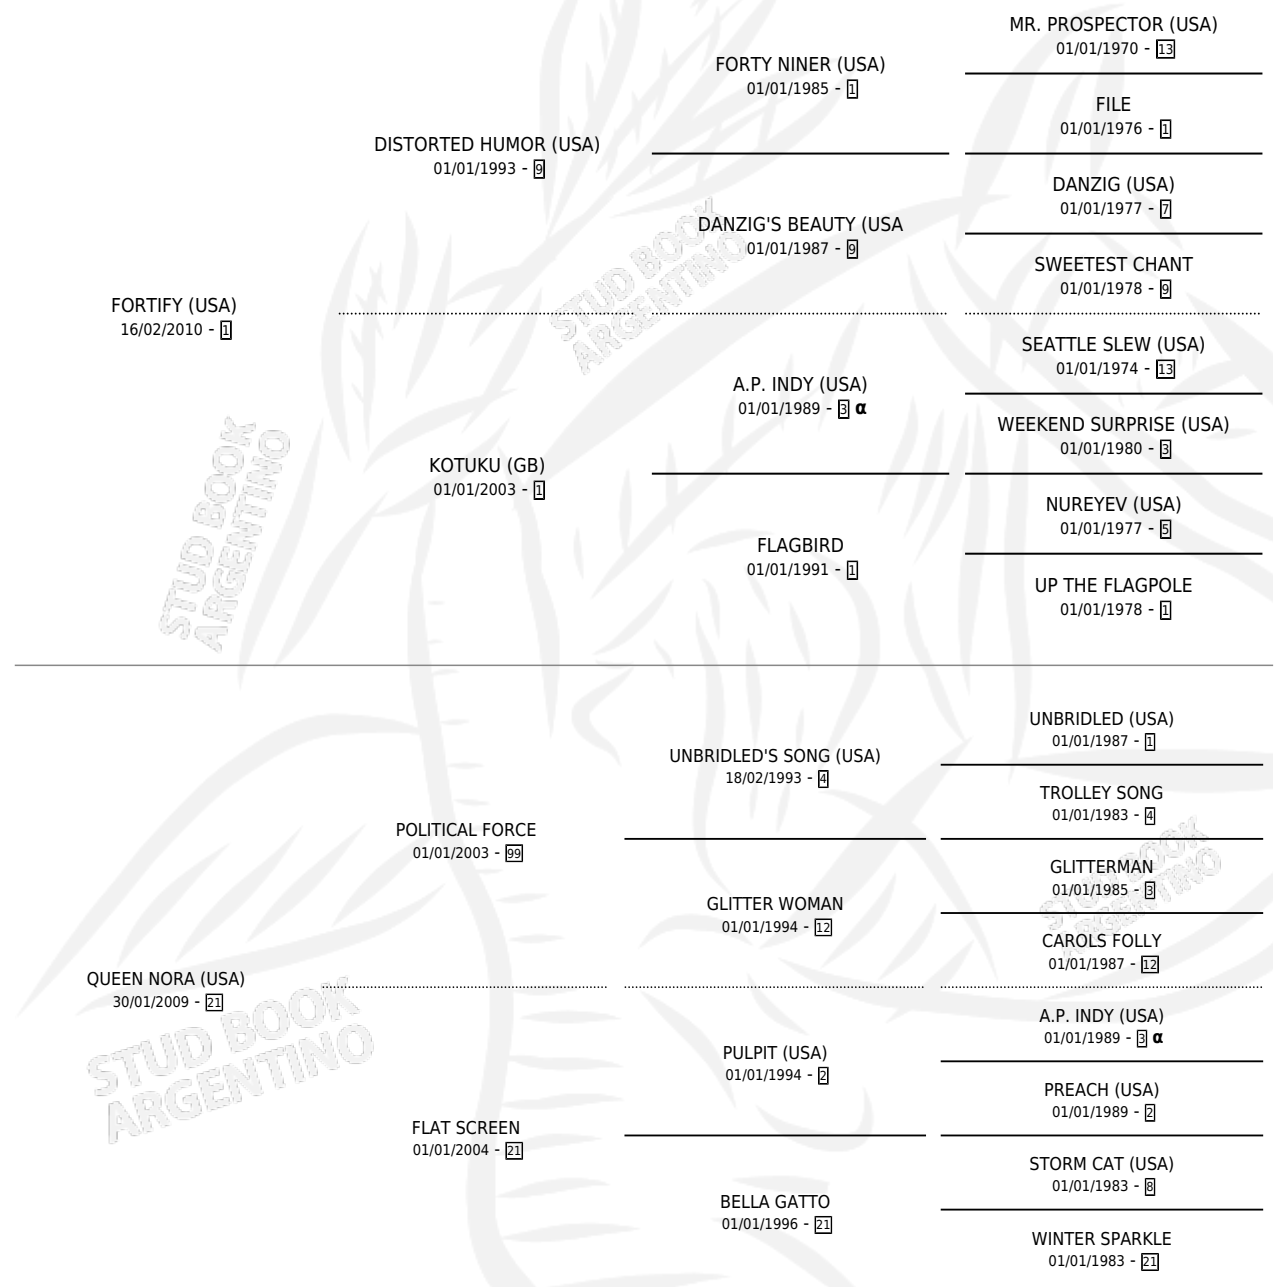 MR. PROSPECTOR (USA)
01/01/1970 - 13
FORTY NINER (USA)
01/01/1985 - 1
FILE
01/01/1976 - 1
DISTORTED HUMOR (USA)
01/01/1993 - 9
DANZIG (USA)
01/01/1977 - 7
DANZIG'S BEAUTY (USA
01/01/1987 - 9
SWEETEST CHANT
01/01/1978 - 9
FORTIFY (USA)
16/02/2010 - 1
SEATTLE SLEW (USA)
01/01/1974 - 13
A.P. INDY (USA)
01/01/1989 - 3 α
WEEKEND SURPRISE (USA)
01/01/1980 - 3
KOTUKU (GB)
01/01/2003 - 1
NUREYEV (USA)
01/01/1977 - 5
FLAGBIRD
01/01/1991 - 1
UP THE FLAGPOLE
01/01/1978 - 1
UNBRIDLED (USA)
01/01/1987 - 1
UNBRIDLED'S SONG (USA)
18/02/1993 - 4
TROLLEY SONG
01/01/1983 - 4
POLITICAL FORCE
01/01/2003 - 99
GLITTERMAN
01/01/1985 - 3
GLITTER WOMAN
01/01/1994 - 12
CAROLS FOLLY
01/01/1987 - 12
QUEEN NORA (USA)
30/01/2009 - 21
A.P. INDY (USA)
01/01/1989 - 3 α
PULPIT (USA)
01/01/1994 - 2
PREACH (USA)
01/01/1989 - 2
FLAT SCREEN
01/01/2004 - 21
STORM CAT (USA)
01/01/1983 - 8
BELLA GATTO
01/01/1996 - 21
WINTER SPARKLE
01/01/1983 - 21
STUD BOOK
ARGENTINO
STUD BOOK
ARGENTINO
STUD BOOK
ARGENTINO
STUD BOOK
ARGENTINO